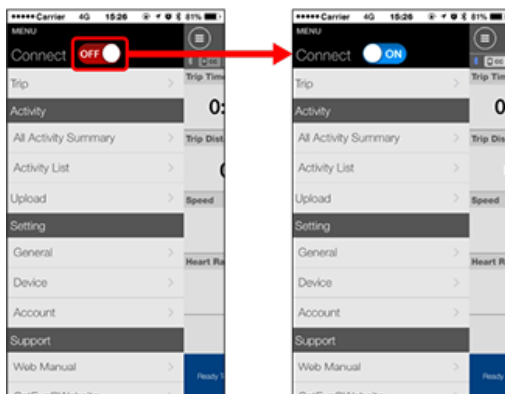 Carrier 4G 15:26 81%
MENU
Connect OFF
Trip
Activity
All Activity Summary
Activity List
Upload
Setting
General
Device
Account
Support
Web Manual
Trip Time
0:
Trip Dist
Speed
Heart Ra
Ready T
Carrier 4G 15:26 81%
MENU
Connect ON
Trip
Activity
All Activity Summary
Activity List
Upload
Setting
General
Device
Account
Support
Web Manual
Trip Tim
0
Trip Dis
Speed
Heart R
Ready